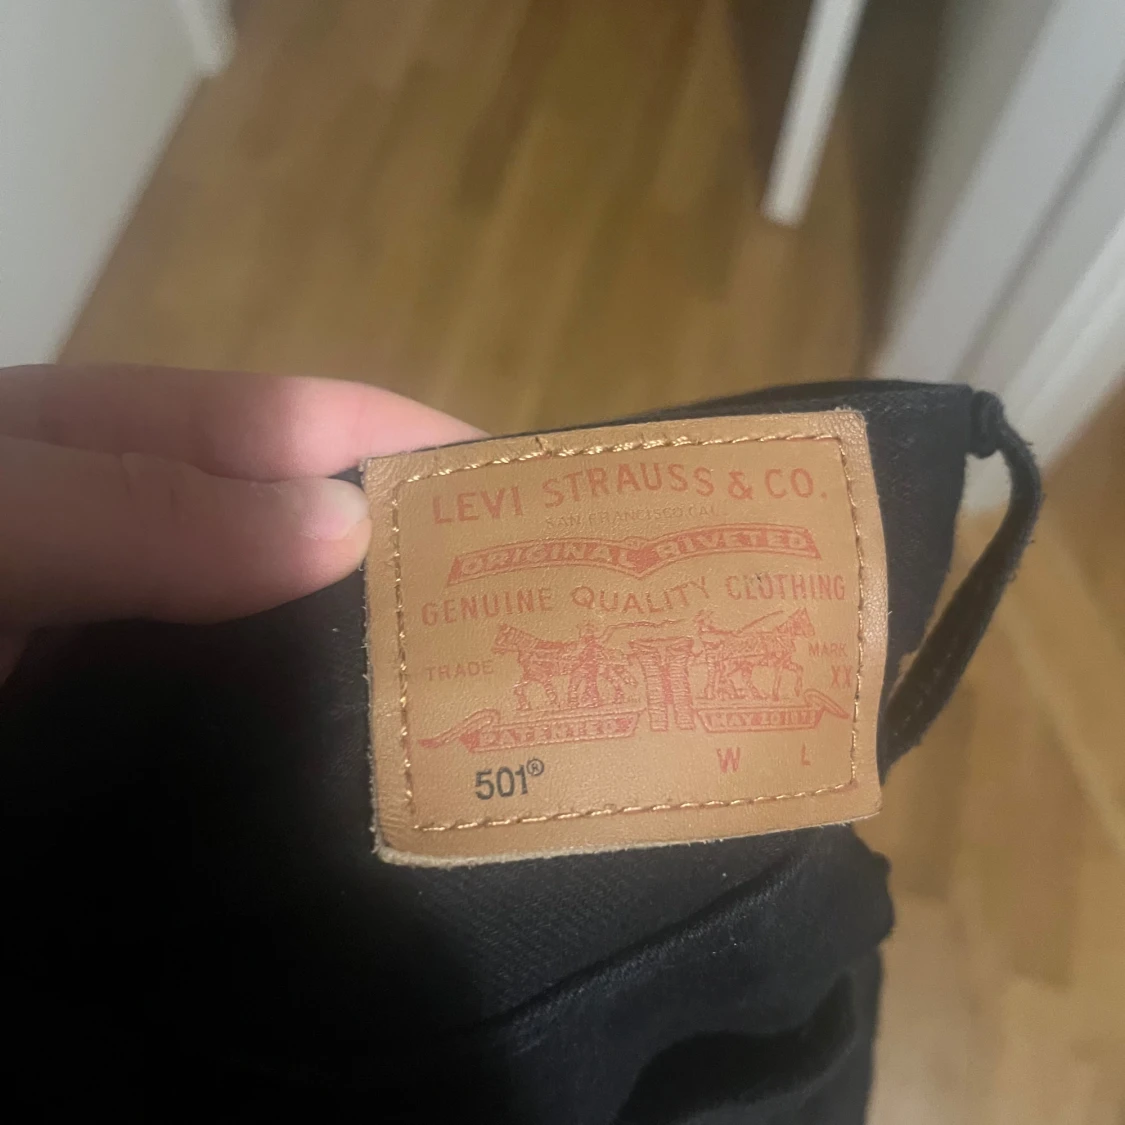 LEVI STRAUSS & CO.
SAN FRANCISCO CAL.
ORIGINAL RIVETED
GENUINE QUALITY CLOTHING
TRADE MARK
XX
PATENTED MAY 20 1873
W L
501®